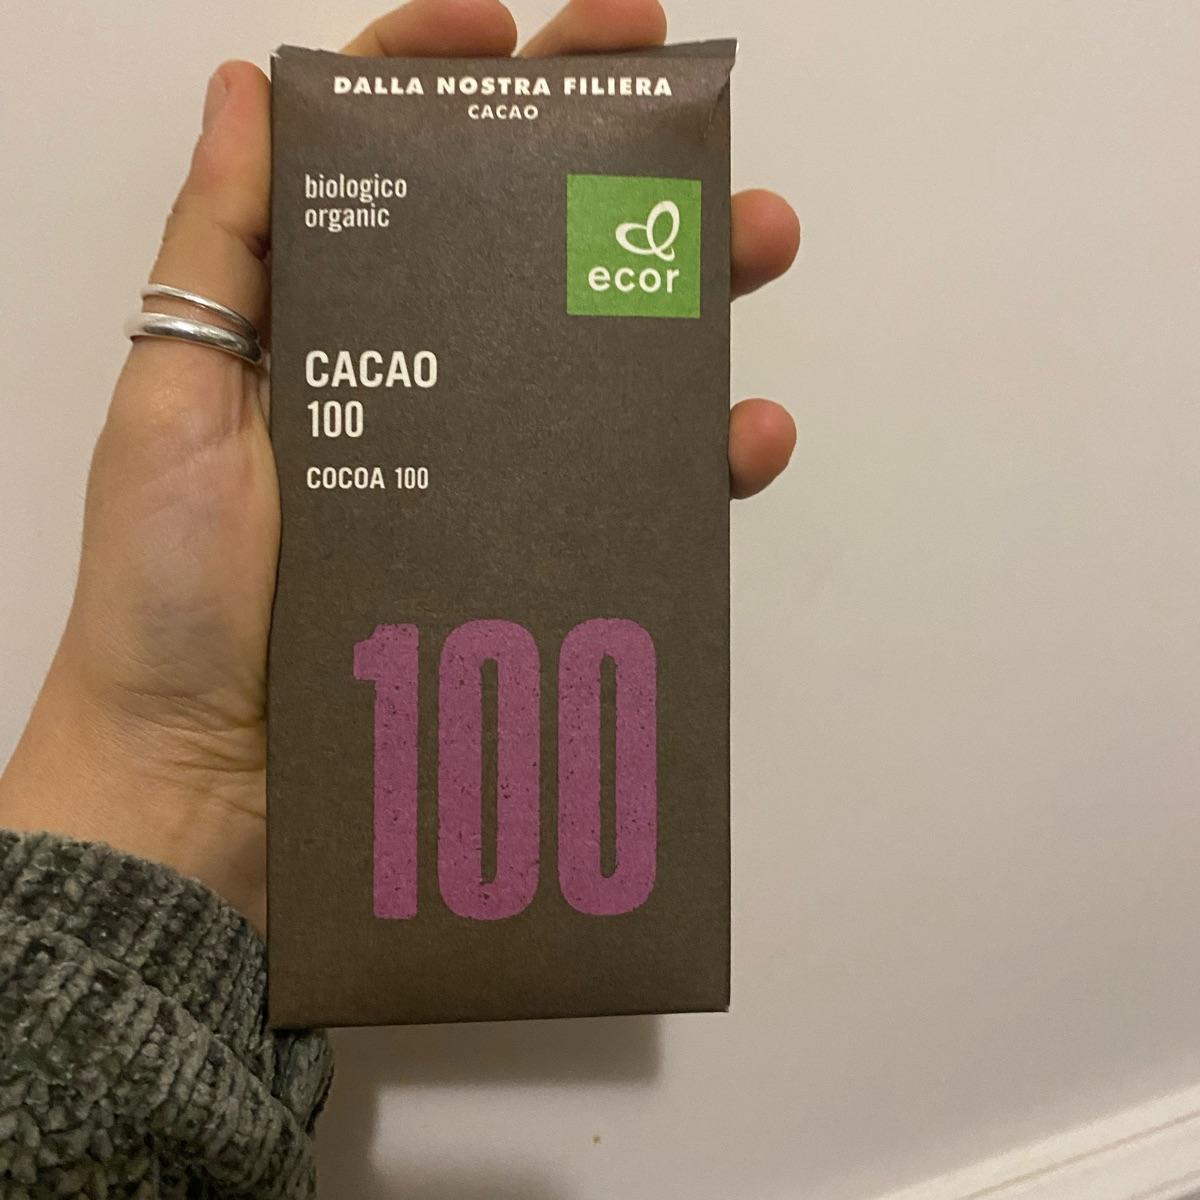 DALLA NOSTRA FILIERA
CACAO
biologico
organic
ecor
CACAO
100
COCOA 100
100